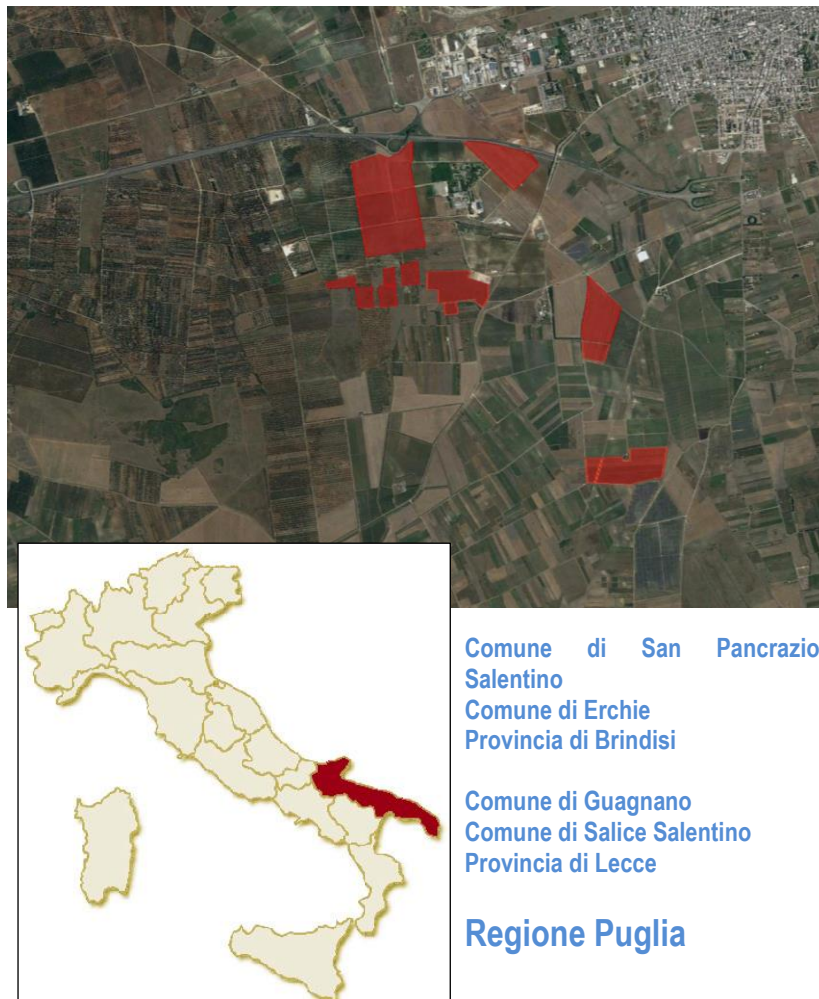 Comune di San Pancrazio
Salentino
Comune di Erchie
Provincia di Brindisi
Comune di Guagnano
Comune di Salice Salentino
Provincia di Lecce
Regione Puglia